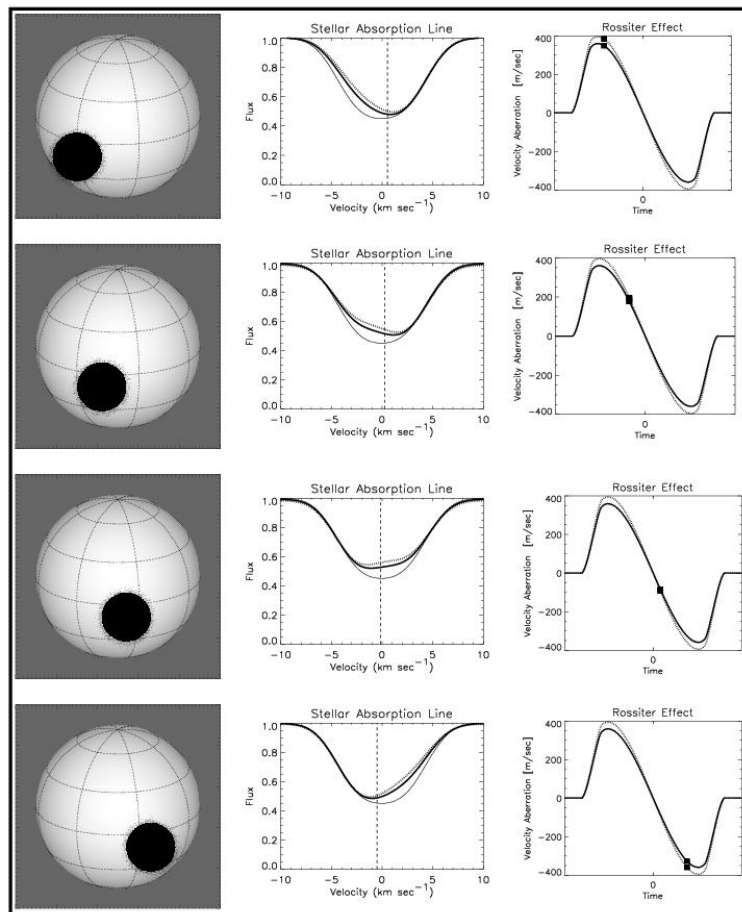 Stellar Absorption Line
Rossiter Effect
1.0
0.8
0.6
0.4
0.2
0.0
Flux
-10
-5
0
5
10
Velocity (km sec⁻¹)
400
200
0
-200
-400
Velocity Aberration [m/sec]
0
Time
Stellar Absorption Line
Rossiter Effect
1.0
0.8
0.6
0.4
0.2
0.0
Flux
-10
-5
0
5
10
Velocity (km sec⁻¹)
400
200
0
-200
-400
Velocity Aberration [m/sec]
0
Time
Stellar Absorption Line
Rossiter Effect
1.0
0.8
0.6
0.4
0.2
0.0
Flux
-10
-5
0
5
10
Velocity (km sec⁻¹)
400
200
0
-200
-400
Velocity Aberration [m/sec]
0
Time
Stellar Absorption Line
Rossiter Effect
1.0
0.8
0.6
0.4
0.2
0.0
Flux
-10
-5
0
5
10
Velocity (km sec⁻¹)
400
200
0
-200
-400
Velocity Aberration [m/sec]
0
Time